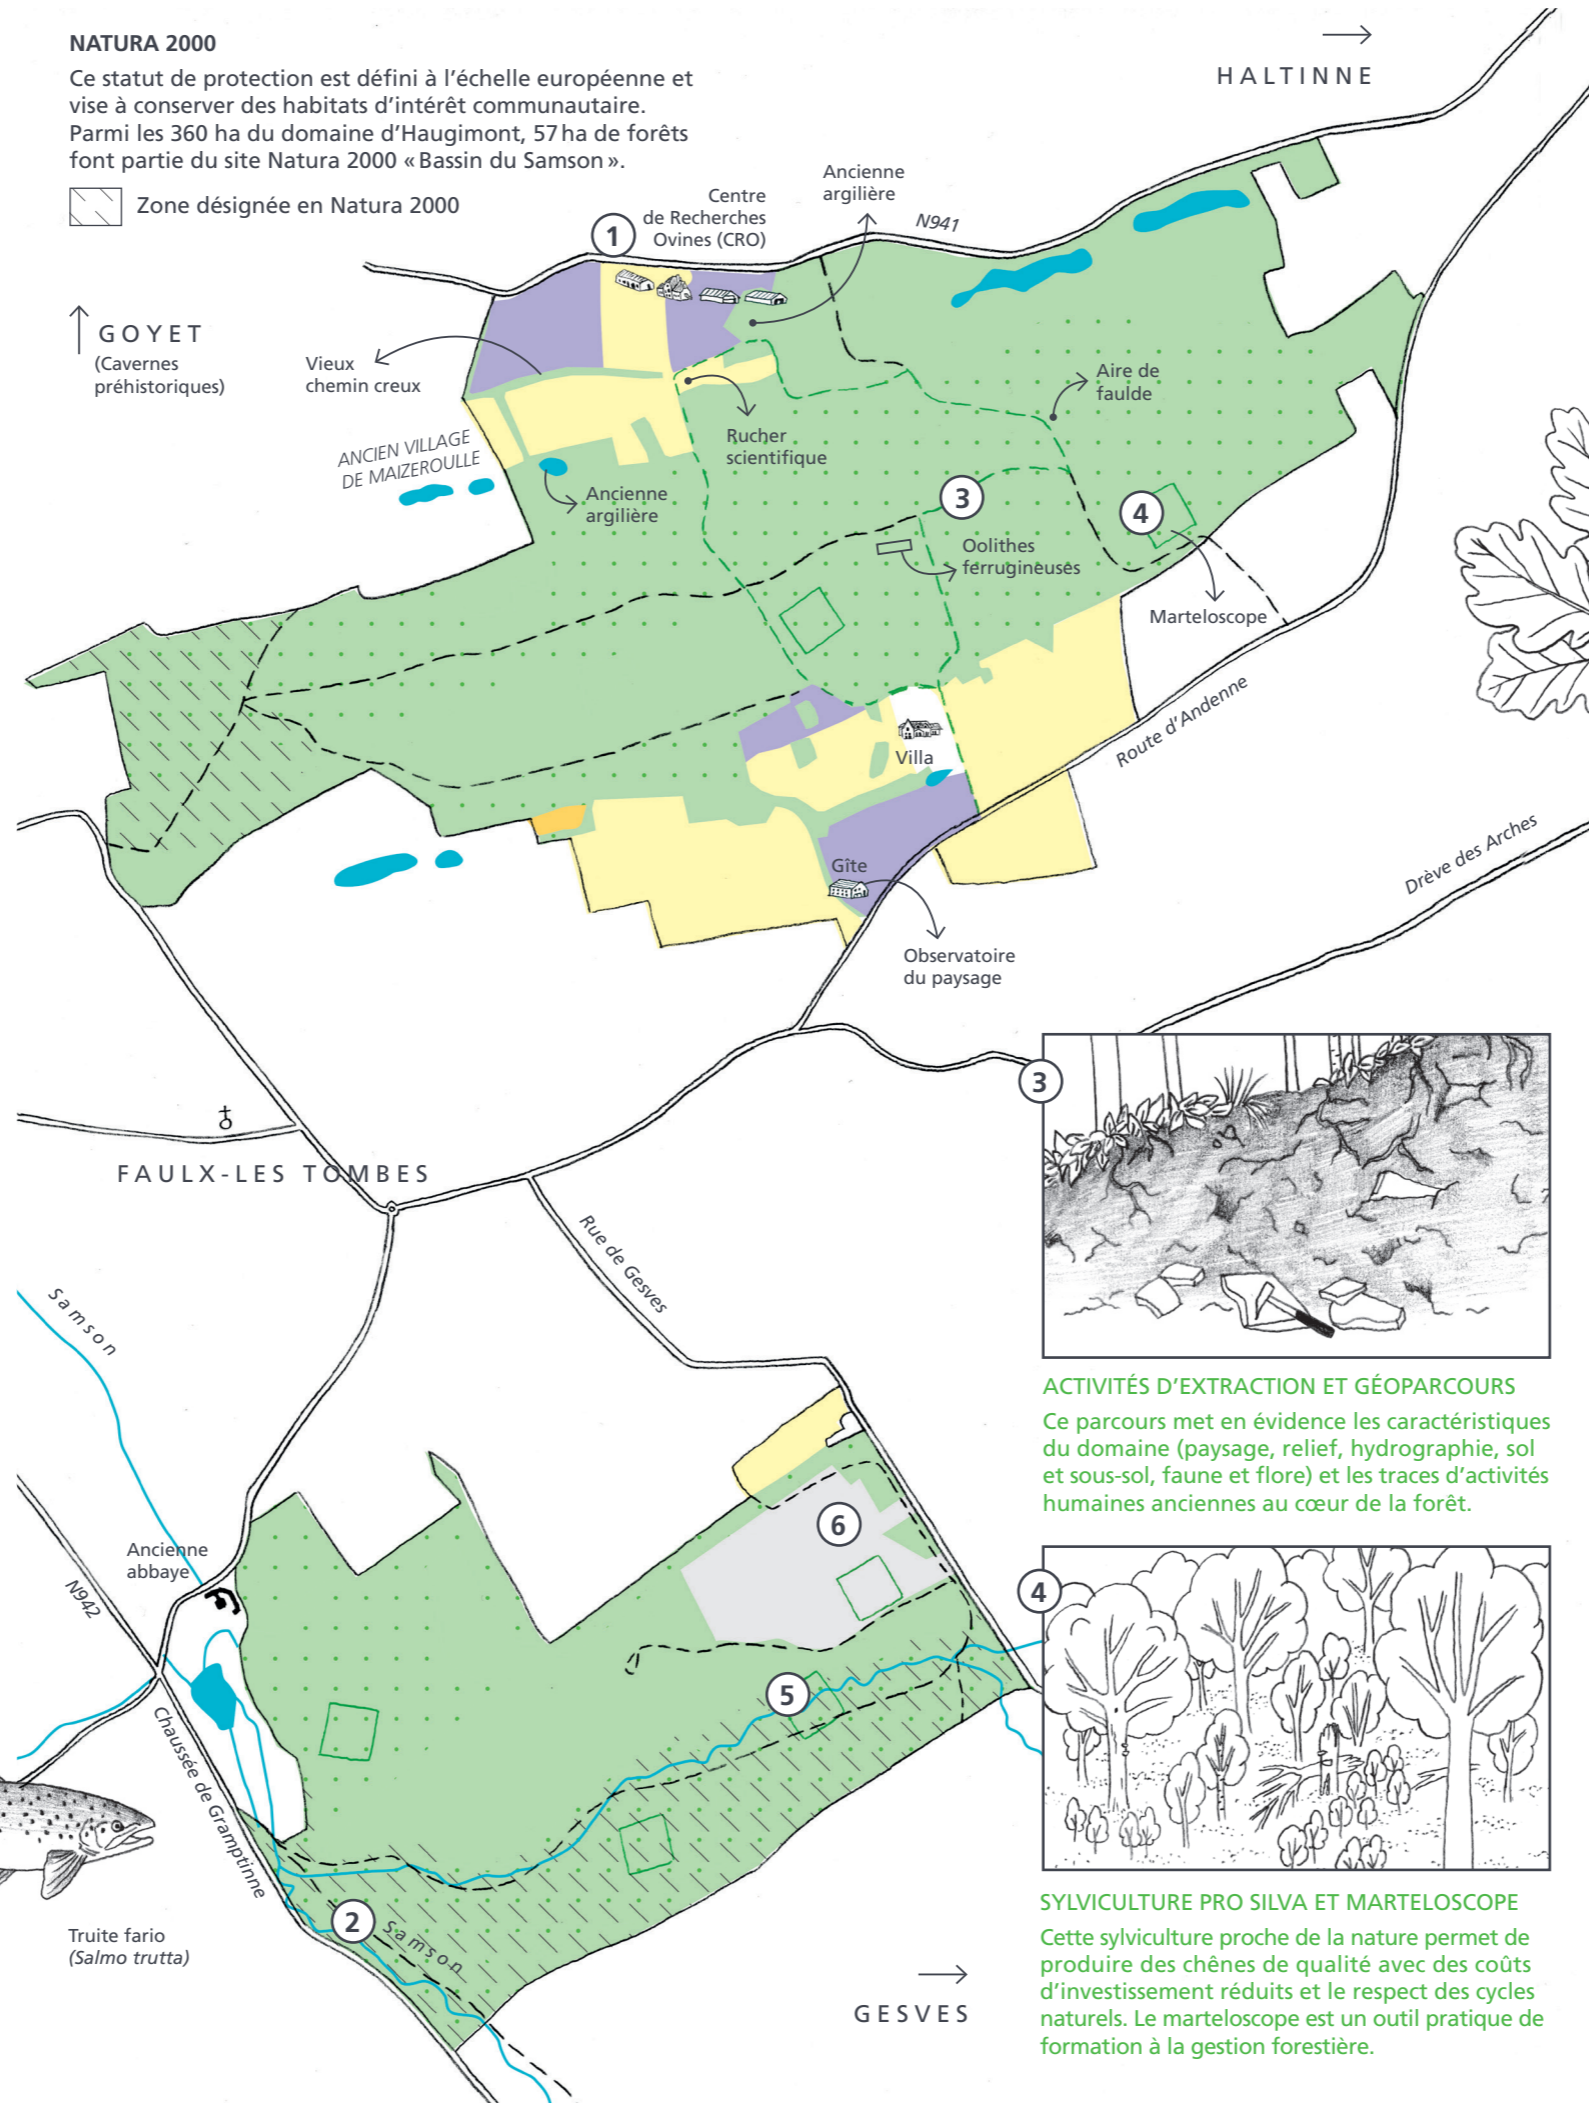 NATURA 2000
Ce statut de protection est défini à l'échelle européenne et
vise à conserver des habitats d'intérêt communautaire.
Parmi les 360 ha du domaine d'Haugimont, 57 ha de forêts
font partie du site Natura 2000 « Bassin du Samson ».
Zone désignée en Natura 2000
HALTINNE
Ancienne
argilière
Centre
de Recherches
Ovines (CRO)
1
N941
GOYET
(Cavernes
préhistoriques)
Vieux
chemin creux
Aire de
faulde
ANCIEN VILLAGE
DE MAIZEROULLE
Rucher
scientifique
Ancienne
argilière
3
4
Oolithes
ferrugineuses
Marteloscope
Route d'Andenne
Villa
Gîte
Drève des Arches
Observatoire
du paysage
FAULX-LES TOMBES
Rue de Gesves
Samson
3
ACTIVITÉS D'EXTRACTION ET GÉOPARCOURS
Ce parcours met en évidence les caractéristiques
du domaine (paysage, relief, hydrographie, sol
et sous-sol, faune et flore) et les traces d'activités
humaines anciennes au cœur de la forêt.
6
Ancienne
abbaye
N942
4
5
Chaussée de Gramptinne
2
Samson
Truite fario
(Salmo trutta)
GESVES
SYLVICULTURE PRO SILVA ET MARTELOSCOPE
Cette sylviculture proche de la nature permet de
produire des chênes de qualité avec des coûts
d'investissement réduits et le respect des cycles
naturels. Le marteloscope est un outil pratique de
formation à la gestion forestière.